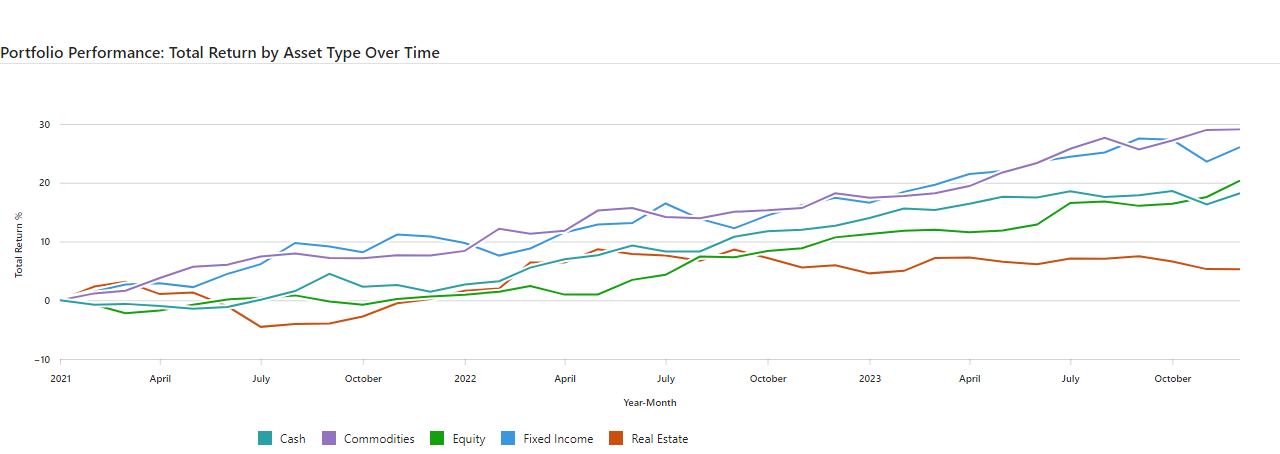 Portfolio Performance: Total Return by Asset Type Over Time
30
20
10
0
−10
Total Return %
2021 April July October 2022 April July October 2023 April July October
Year-Month
Cash Commodities Equity Fixed Income Real Estate